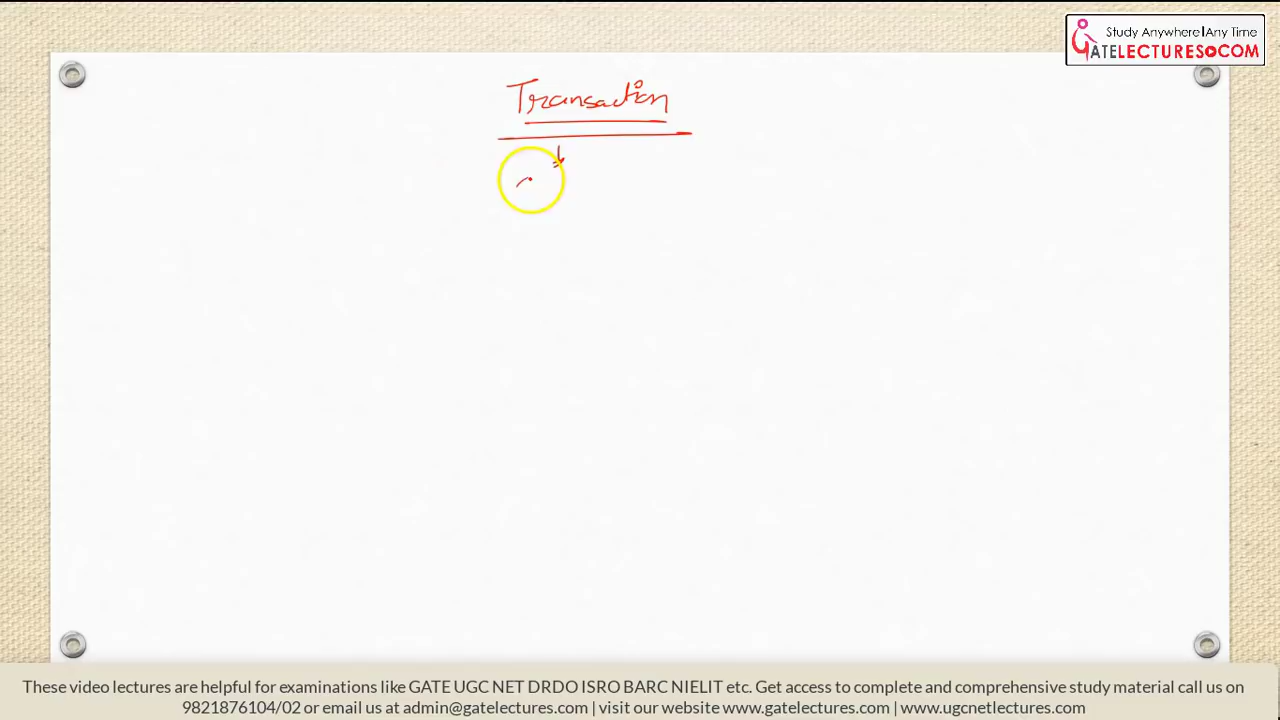 Study Anywhere|Any Time
GATELECTURES.COM
Transaction
These video lectures are helpful for examinations like GATE UGC NET DRDO ISRO BARC NIELIT etc. Get access to complete and comprehensive study material call us on
9821876104/02 or email us at admin@gatelectures.com | visit our website www.gatelectures.com | www.ugcnetlectures.com